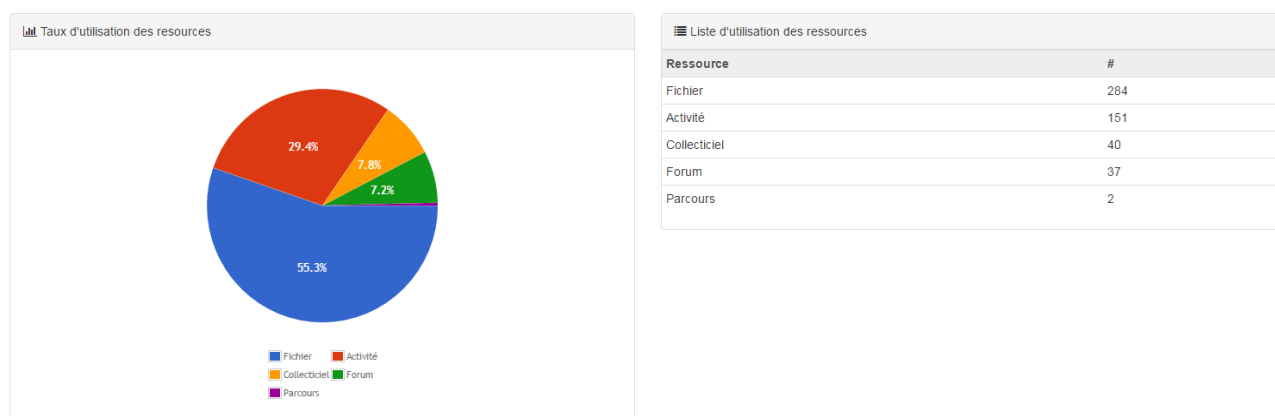 Taux d'utilisation des resources
29.4%
7.8%
7.2%
55.3%
Fichier Activité
Collecticiel Forum
Parcours
Liste d'utilisation des ressources
Ressource #
Fichier 284
Activité 151
Collecticiel 40
Forum 37
Parcours 2